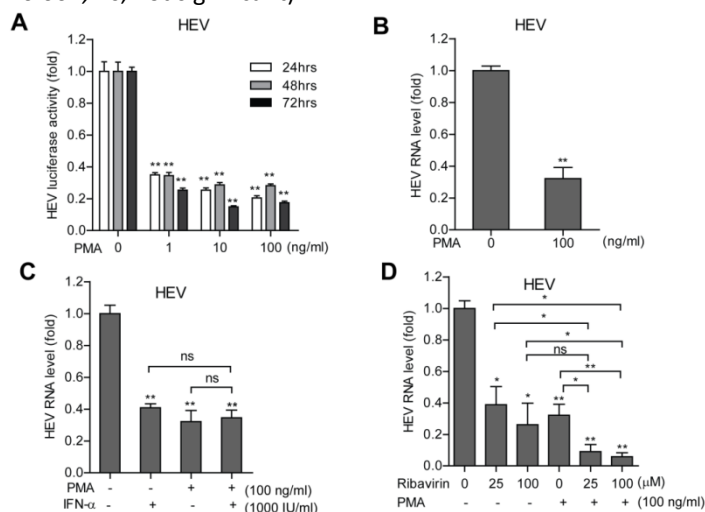 A
HEV
HEV luciferase activity (fold)
1.2
1.0
0.8
0.6
0.4
0.2
0.0
24hrs
48hrs
72hrs
** ** **
** ** **
** ** **
PMA 0 1 10 100 (ng/ml)
B
HEV
HEV RNA level (fold)
1.2
1.0
0.8
0.6
0.4
0.2
0.0
**
PMA 0 100 (ng/ml)
C
HEV
HEV RNA level (fold)
1.2
1.0
0.8
0.6
0.4
0.2
0.0
ns
ns
** ** **
PMA - - + + (100 ng/ml)
IFN-α - + - + (1000 IU/ml)
D
HEV
HEV RNA level (fold)
1.2
1.0
0.8
0.6
0.4
0.2
0.0
*
*
*
ns
**
*
* * ** ** **
Ribavirin 0 25 100 0 25 100 (μM)
PMA - - - + + + (100 ng/ml)